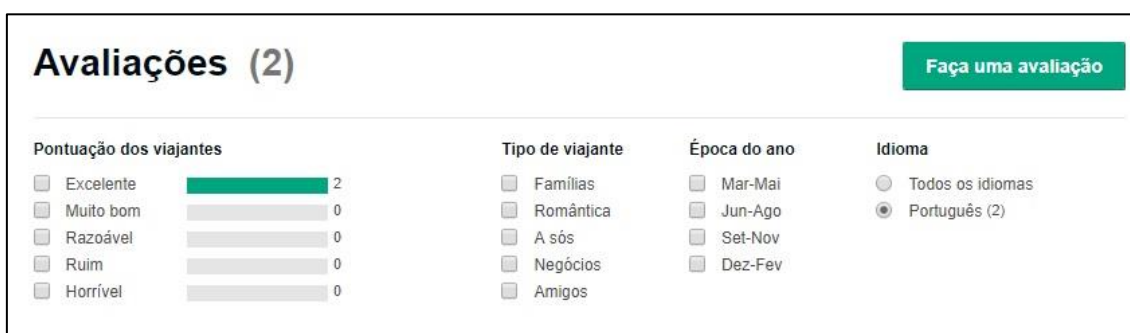 Avaliações (2)
Faça uma avaliação
Pontuação dos viajantes
Excelente 2
Muito bom 0
Razoável 0
Ruim 0
Horrível 0
Tipo de viajante
Famílias
Romântica
A sós
Negócios
Amigos
Época do ano
Mar-Mai
Jun-Ago
Set-Nov
Dez-Fev
Idioma
Todos os idiomas
Português (2)